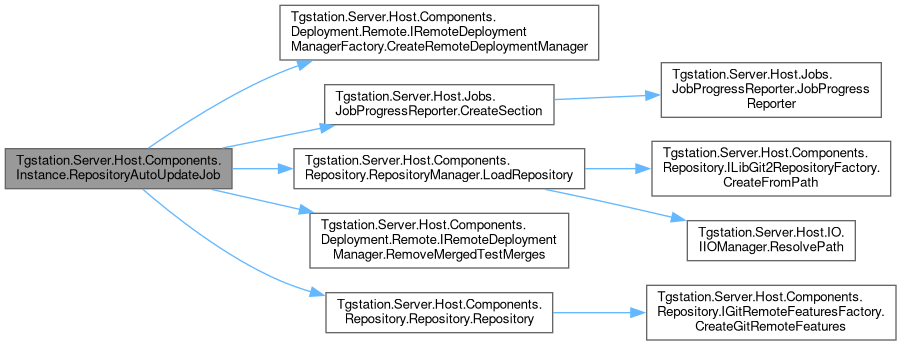 Tgstation.Server.Host.Components.
Instance.RepositoryAutoUpdateJob
Tgstation.Server.Host.Components.
Deployment.Remote.IRemoteDeployment
ManagerFactory.CreateRemoteDeploymentManager
Tgstation.Server.Host.Jobs.
JobProgressReporter.CreateSection
Tgstation.Server.Host.Jobs.
JobProgressReporter.JobProgress
Reporter
Tgstation.Server.Host.Components.
Repository.RepositoryManager.LoadRepository
Tgstation.Server.Host.Components.
Repository.ILibGit2RepositoryFactory.
CreateFromPath
Tgstation.Server.Host.IO.
IIOManager.ResolvePath
Tgstation.Server.Host.Components.
Deployment.Remote.IRemoteDeployment
Manager.RemoveMergedTestMerges
Tgstation.Server.Host.Components.
Repository.Repository.Repository
Tgstation.Server.Host.Components.
Repository.IGitRemoteFeaturesFactory.
CreateGitRemoteFeatures